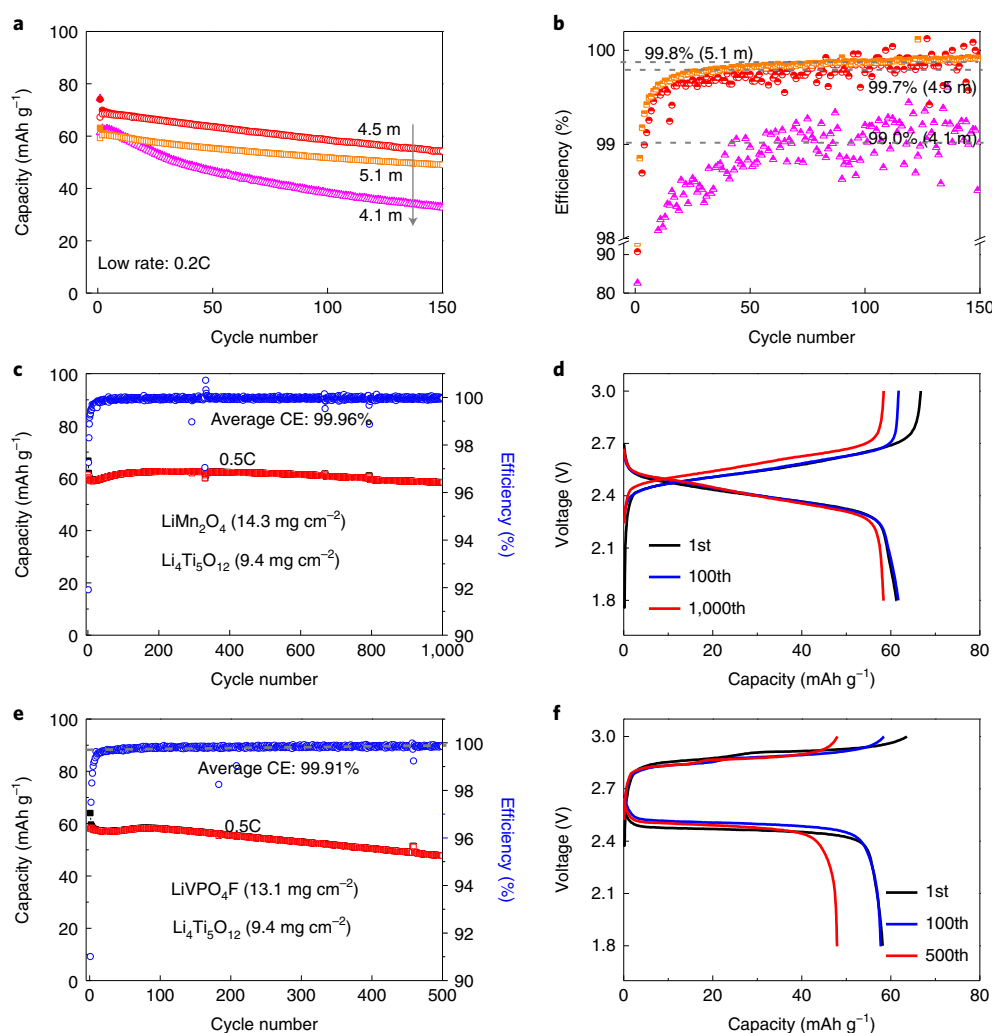 a
100
80
60
40
20
0
Capacity (mAh g⁻¹)
4.5 m
5.1 m
4.1 m
Low rate: 0.2C
0
50
100
150
Cycle number
b
100
99
98
90
80
Efficiency (%)
99.8% (5.1 m)
99.7% (4.5 m)
99.0% (4.1 m)
0
50
100
150
Cycle number
c
100
80
60
40
20
0
Capacity (mAh g⁻¹)
Average CE: 99.96%
0.5C
LiMn₂O₄ (14.3 mg cm⁻²)
Li₄Ti₅O₁₂ (9.4 mg cm⁻²)
100
98
96
94
92
90
Efficiency (%)
0
200
400
600
800
1,000
Cycle number
d
3.0
2.7
2.4
2.1
1.8
Voltage (V)
1st
100th
1,000th
0
20
40
60
80
Capacity (mAh g⁻¹)
e
100
80
60
40
20
0
Capacity (mAh g⁻¹)
Average CE: 99.91%
0.5C
LiVPO₄F (13.1 mg cm⁻²)
Li₄Ti₅O₁₂ (9.4 mg cm⁻²)
100
99
98
97
96
95
94
93
92
91
90
Efficiency (%)
0
100
200
300
400
500
Cycle number
f
3.0
2.7
2.4
2.1
1.8
Voltage (V)
1st
100th
500th
0
20
40
60
80
Capacity (mAh g⁻¹)